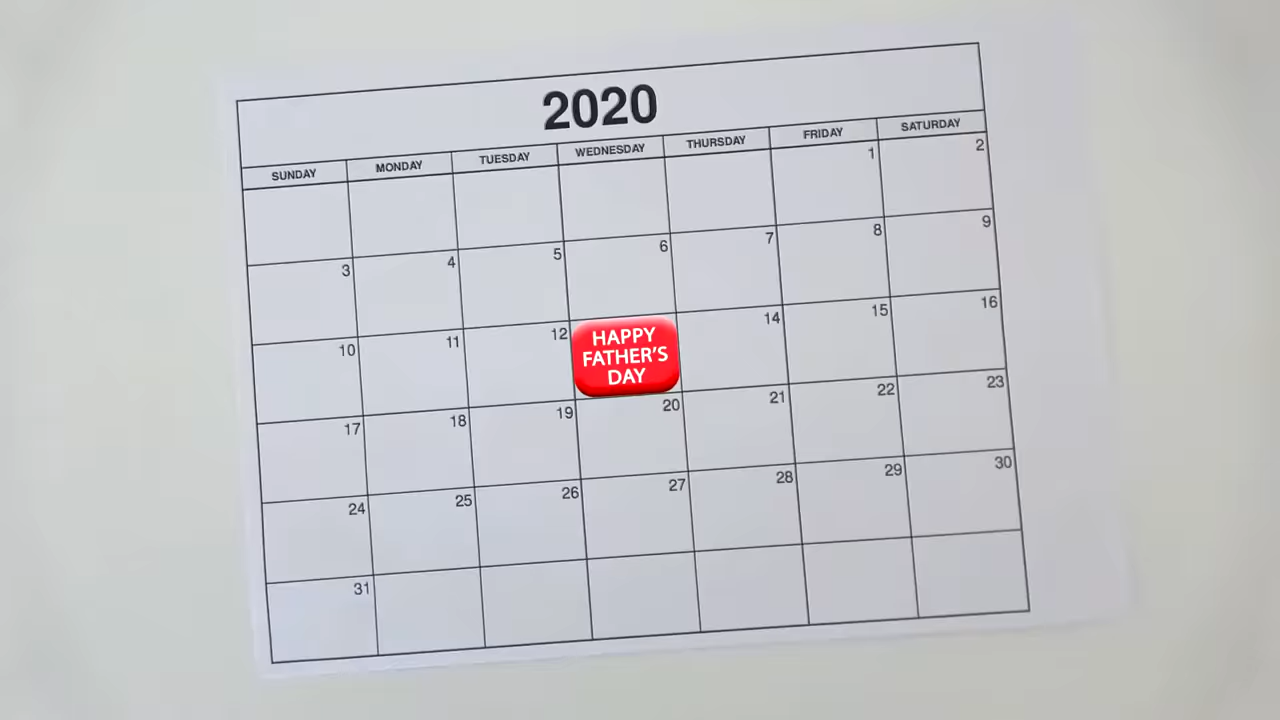 2020
SUNDAY MONDAY TUESDAY WEDNESDAY THURSDAY FRIDAY SATURDAY
1 2
3 4 5 6 7 8 9
10 11 12 HAPPY FATHER'S DAY 14 15 16
17 18 19 20 21 22 23
24 25 26 27 28 29 30
31